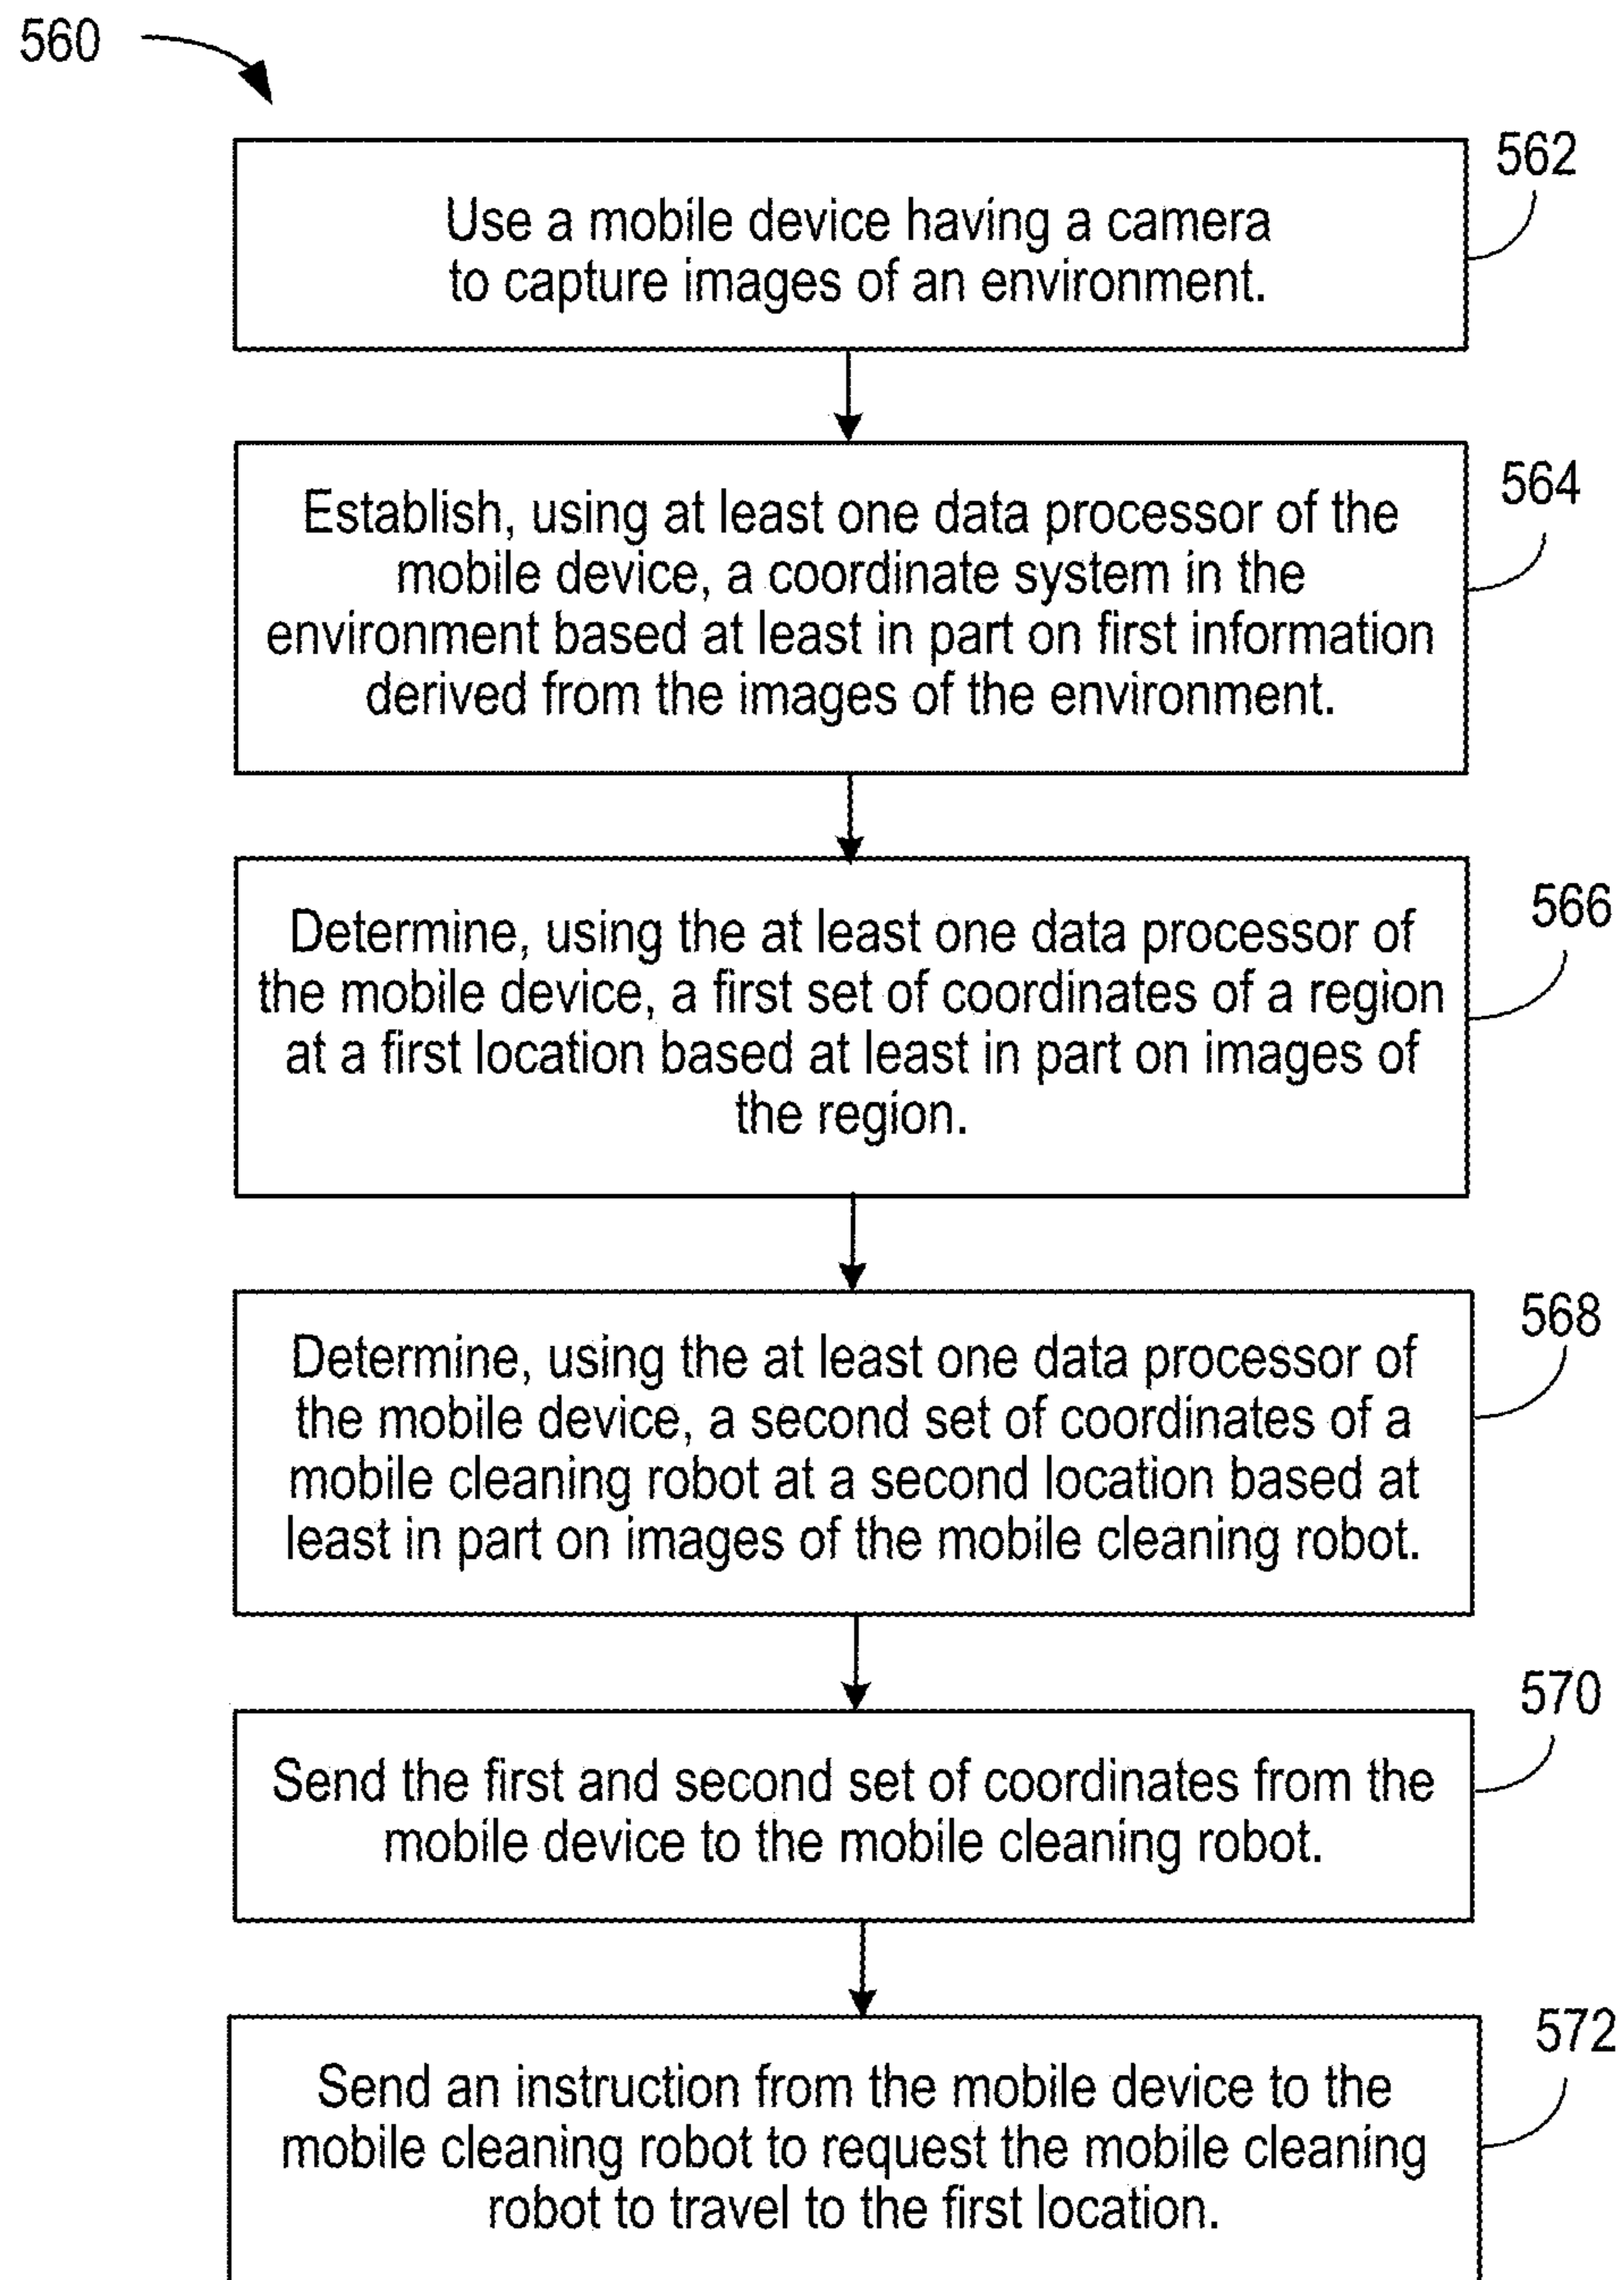 560
562
Use a mobile device having a camera
to capture images of an environment.
564
Establish, using at least one data processor of the
mobile device, a coordinate system in the
environment based at least in part on first information
derived from the images of the environment.
566
Determine, using the at least one data processor of
the mobile device, a first set of coordinates of a region
at a first location based at least in part on images of
the region.
568
Determine, using the at least one data processor of
the mobile device, a second set of coordinates of a
mobile cleaning robot at a second location based at
least in part on images of the mobile cleaning robot.
570
Send the first and second set of coordinates from the
mobile device to the mobile cleaning robot.
572
Send an instruction from the mobile device to the
mobile cleaning robot to request the mobile cleaning
robot to travel to the first location.